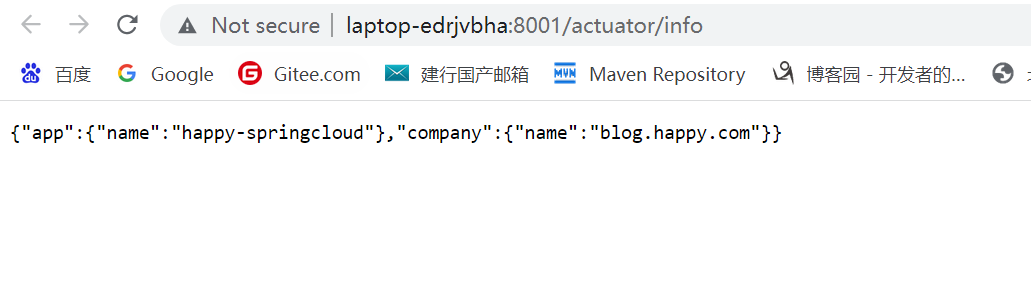 Not secure laptop-edrjvbha:8001/actuator/info
百度 Google Gitee.com 建行国产邮箱 MVN Maven Repository 博客园 - 开发者的...
{"app":{"name":"happy-springcloud"},"company":{"name":"blog.happy.com"}}